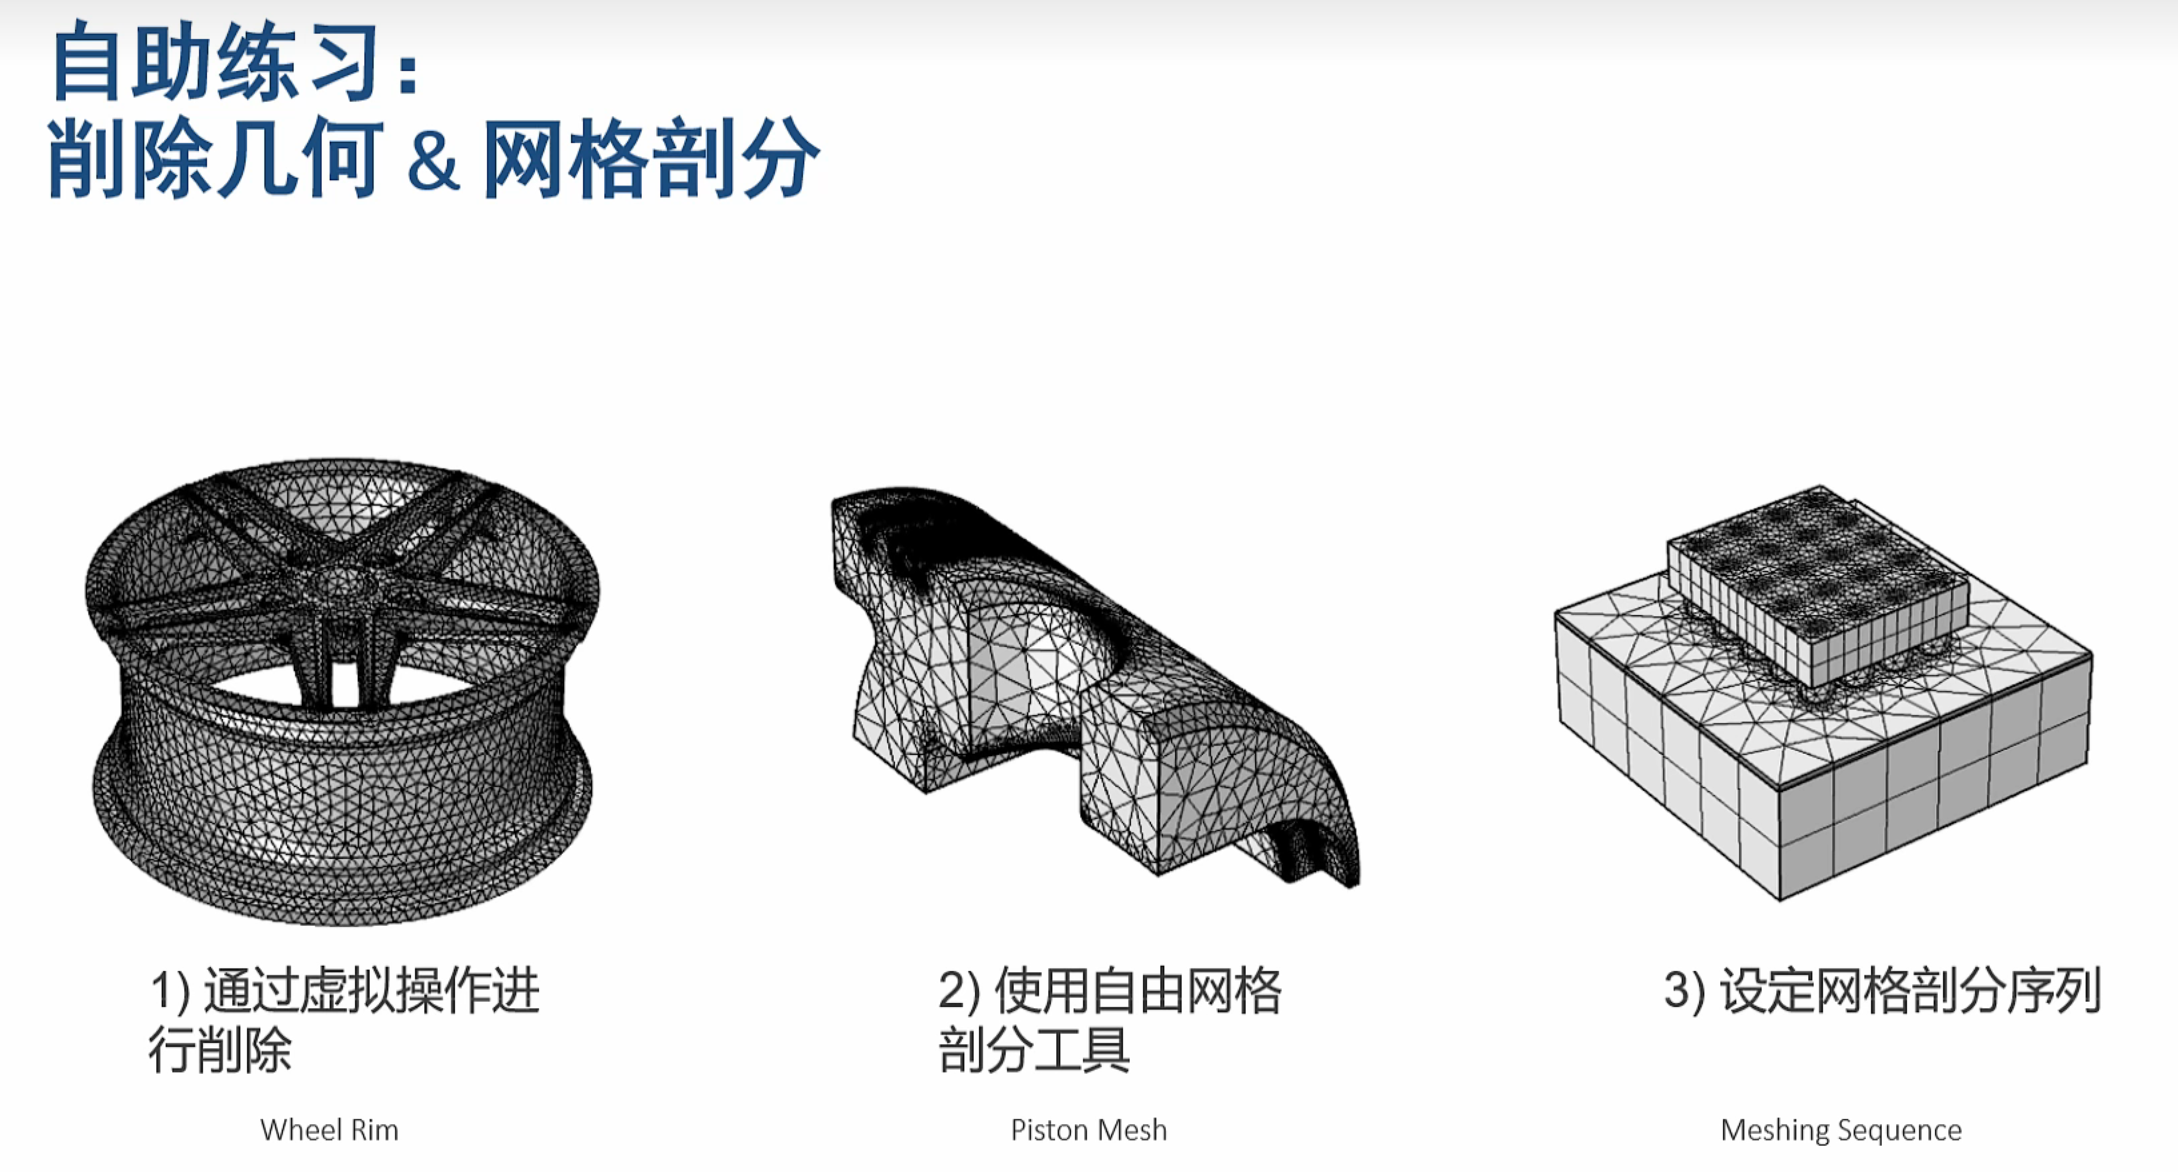 自助练习：
削除几何 & 网格剖分
1) 通过虚拟操作进
行削除
2) 使用自由网格
剖分工具
3) 设定网格剖分序列
Wheel Rim
Piston Mesh
Meshing Sequence